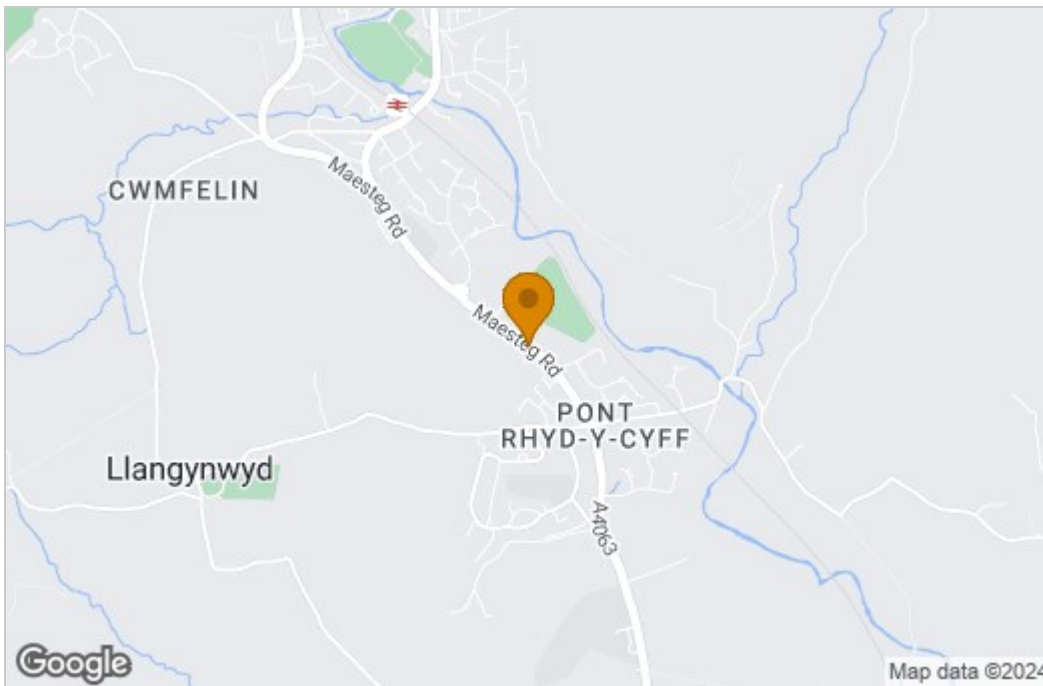 CWMFELIN
Maesteg Rd
Maesteg Rd
PONT
RHYD-Y-CYFF
Llangynwyd
A4063
Google
Map data ©2024